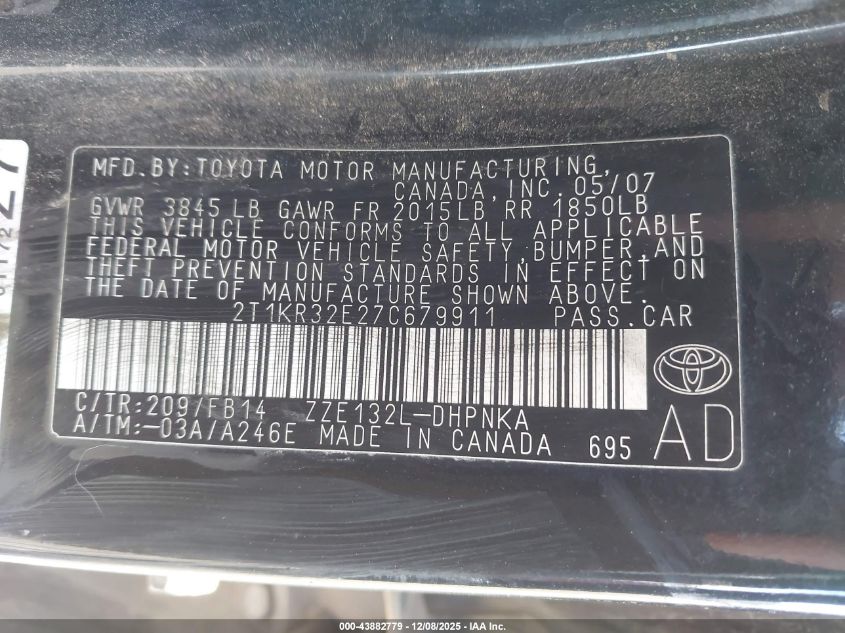 MFD.BY:TOYOTA MOTOR MANUFACTURING,
CANADA,INC.05/07
GVWR 3845LB GAWR FR 2015LB RR 1850LB
THIS VEHICLE CONFORMS TO ALL APPLICABLE
FEDERAL MOTOR VEHICLE SAFETY,BUMPER,AND
THEFT PREVENTION STANDARDS IN EFFECT ON
THE DATE OF MANUFACTURE SHOWN ABOVE.
2T1KR32E27C679911 PASS.CAR
C/TR:209/FB14 ZZE132L-DHPNKA
A/TM:-03A/A246E MADE IN CANADA 695
AD
27
000-43882779 - 12/08/2025 - IAA Inc.